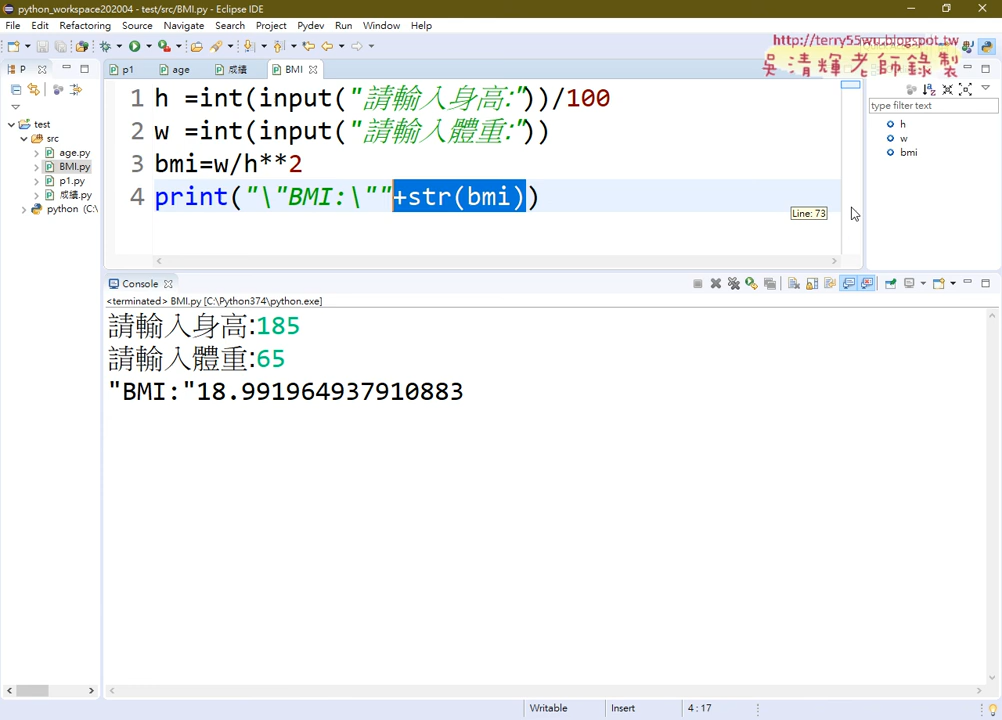 python_workspace202004 - test/src/BMI.py - Eclipse IDE
File Edit Refactoring Source Navigate Search Project Pydev Run Window Help
http://terry55wu.blogspot.tw
吳清輝老師錄製
P
p1 age 成績 BMI
type filter text
test
src
age.py
BMI.py
p1.py
成績.py
python (C:\
1 h =int(input("請輸入身高:"))/100
2 w =int(input("請輸入體重:"))
3 bmi=w/h**2
4 print("\"BMI:\""+str(bmi))
Line: 73
h
w
bmi
Console
<terminated> BMI.py [C:\Python374\python.exe]
請輸入身高:185
請輸入體重:65
"BMI:"18.991964937910883
Writable Insert 4 : 17